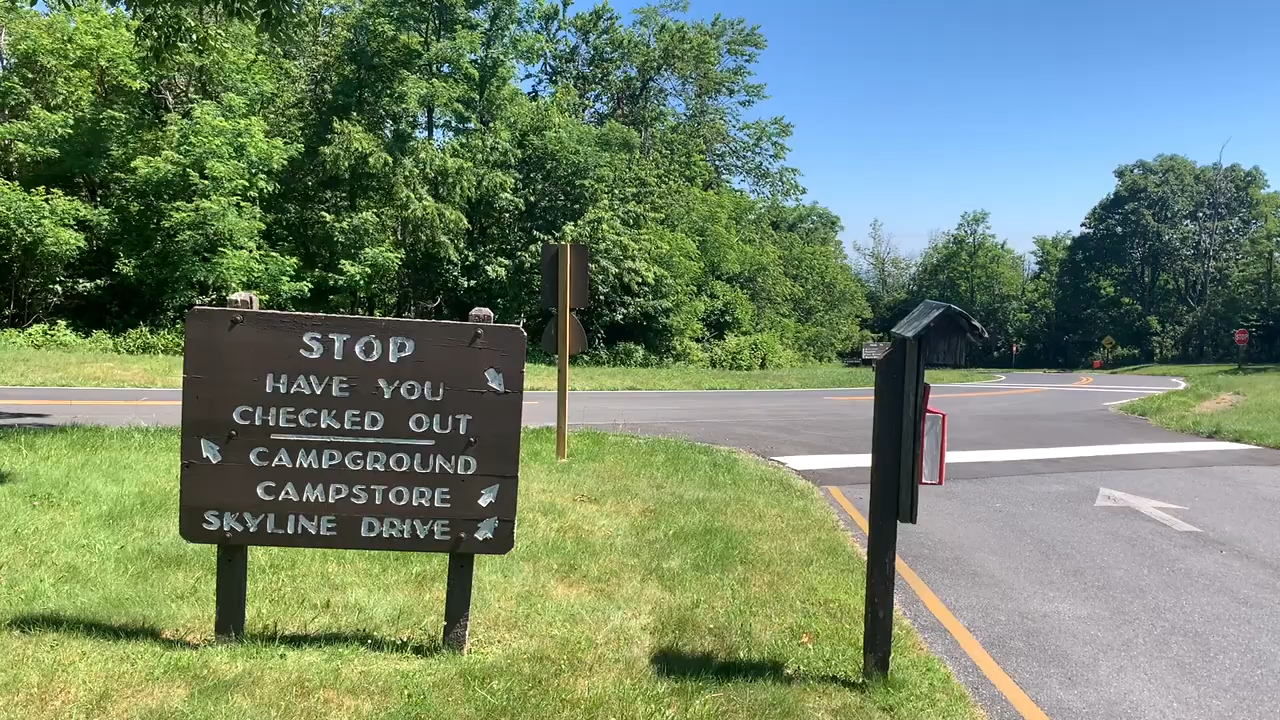 STOP
HAVE YOU
CHECKED OUT
CAMPGROUND
CAMPSTORE
SKYLINE DRIVE